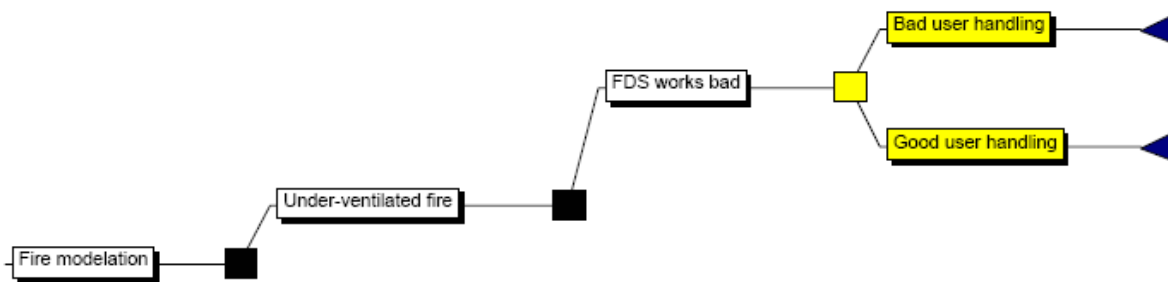 Bad user handling
FDS works bad
Good user handling
Under-ventilated fire
Fire modelation